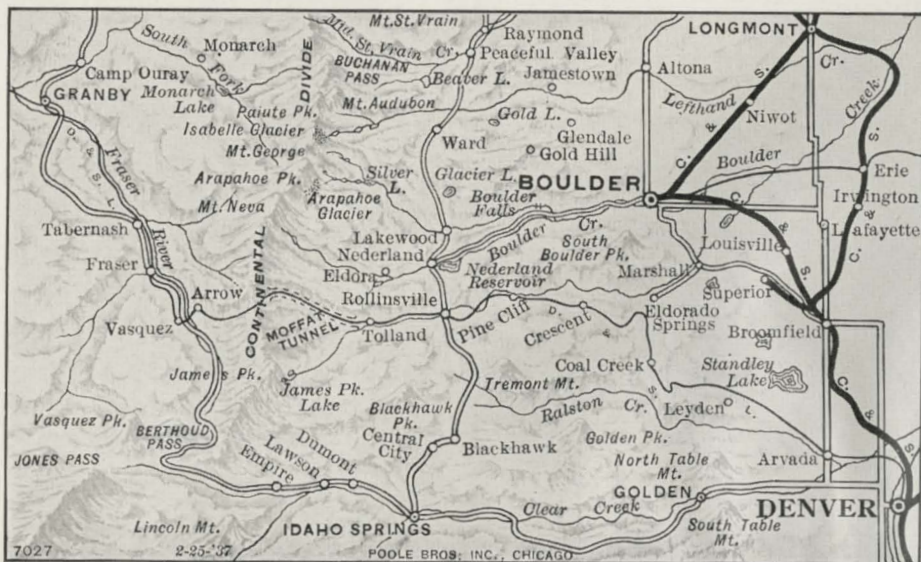 Mt. St. Vrain
Raymond
LONGMONT
South
Monarch
Mid. St. Vrain
Cr.
Peaceful Valley
Cr.
BUCHANAN
PASS
DIVIDE
Camp Ouray
Fork
Beaver L.
Jamestown
Altona
S.
Creek
GRANBY
Monarch
Lake
Paiute Pk.
Mt. Audubon
Lefthand
&
Niwot
S.
Isabelle Glacier
Gold L.
Glendale
C.
D. & S. L.
Fraser
River
Mt. George
Ward
Gold Hill
Boulder
Erie
Arapahoe Pk.
Silver
L.
Glacier L.
BOULDER
C.
&
S.
Irvington
&
Mt. Neva
Arapahoe
Glacier
Boulder
Falls
Lafayette
Tabernash
Lakewood
Boulder
Cr.
South
Boulder Pk.
Louisville
C.
Fraser
Nederland
Eldora
Nederland
Reservoir
Marshall
Superior
Arrow
Rollinsville
CONTINENTAL
MOFFAT
TUNNEL
Vasquez
Tolland
Pine Cliff
D.
&
S.
L.
Crescent
Eldorado
Springs
Broomfield
James Pk.
James Pk.
Lake
Coal Creek
Standley
Lake
C.
&
S.
Tremont Mt.
Vasquez Pk.
Blackhawk
Pk.
Ralston
Cr.
Leyden
BERTHOUD
PASS
Central
City
Blackhawk
Golden Pk.
JONES PASS
Dumont
Lawson
Empire
North Table
Mt.
Arvada
GOLDEN
DENVER
Lincoln Mt.
IDAHO SPRINGS
Clear
Creek
South Table
Mt.
7027
2-25-'37
POOLE BROS. INC., CHICAGO